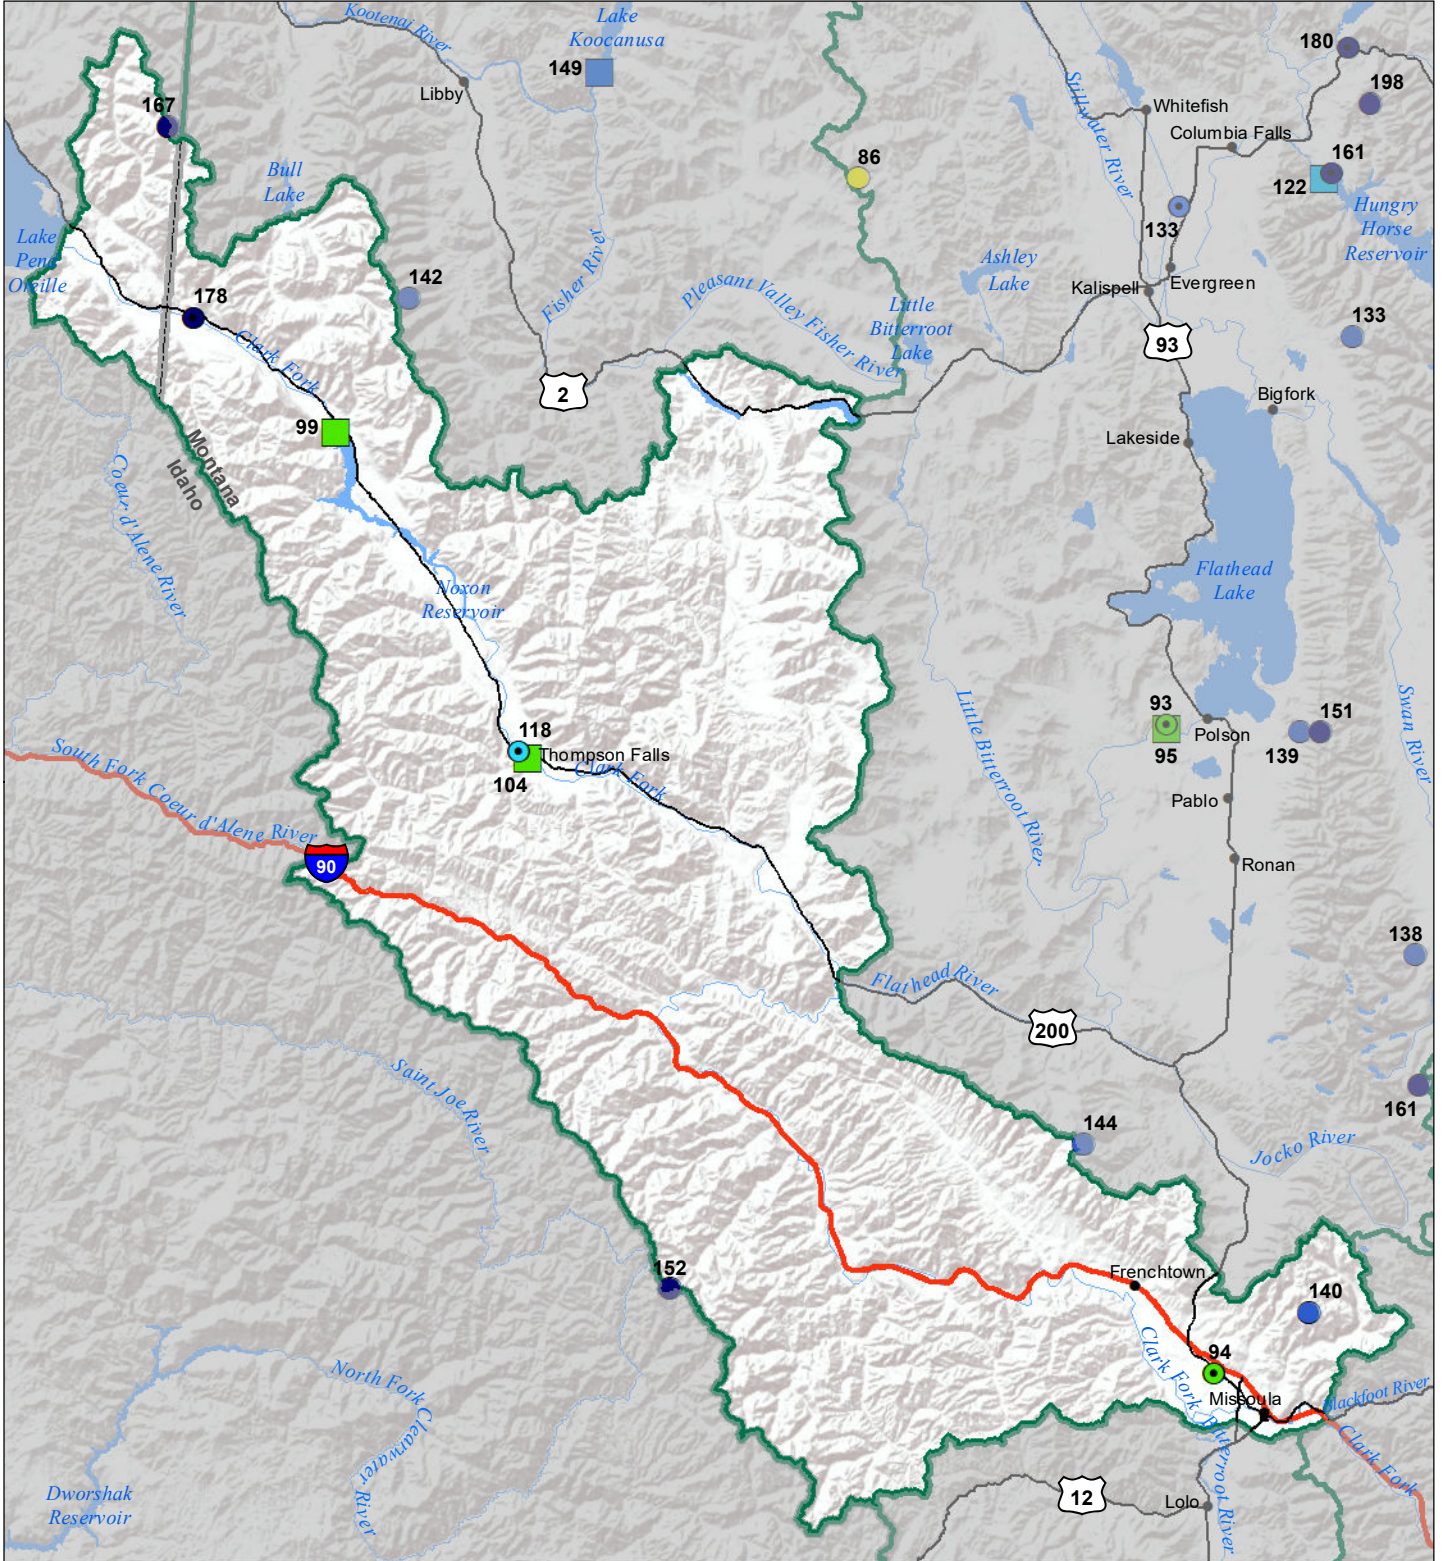 Kootenai River
Lake
Koocanusa
149
Libby
180
198
Whitefish
Columbia Falls
Stillwater River
167
Bull
Lake
86
161
122
133
Hungry
Horse
Reservoir
Lake
Pend
Oreille
142
178
Fisher River
Pleasant Valley Fisher River
Ashley
Lake
Little
Bitterroot
Lake
Kalispell
Evergreen
93
133
Clark Fork
2
Bigfork
99
Lakeside
Montana
Idaho
Coeur d'Alene River
Noxon
Reservoir
Flathead
Lake
Swan River
Little Bitterroot River
93
95
Polson
139
151
118
Thompson Falls
104
Clark Fork
South Fork Coeur d'Alene River
90
Pablo
Ronan
138
Flathead River
200
Saint Joe River
144
161
Jocko River
152
Frenchtown
140
94
Missoula
Clark Fork
Bitterroot River
Blackfoot River
Clark Fork
North Fork Clearwater River
Dworshak
Reservoir
12
Lolo